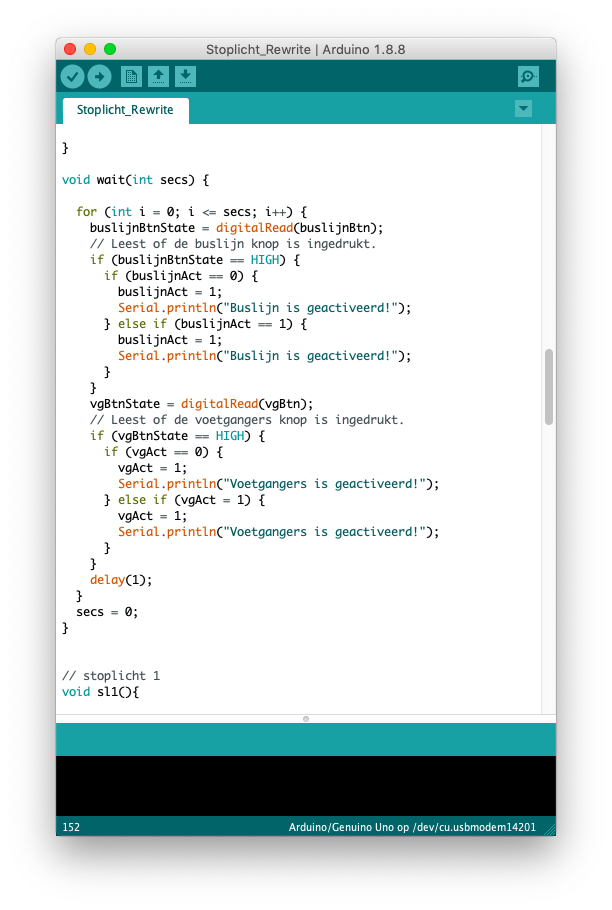 Stoplicht_Rewrite | Arduino 1.8.8
Stoplicht_Rewrite
}
void wait(int secs) {
for (int i = 0; i <= secs; i++) {
buslijnBtnState = digitalRead(buslijnBtn);
// Leest of de buslijn knop is ingedrukt.
if (buslijnBtnState == HIGH) {
if (buslijnAct == 0) {
buslijnAct = 1;
Serial.println("Buslijn is geactiveerd!");
} else if (buslijnAct == 1) {
buslijnAct = 1;
Serial.println("Buslijn is geactiveerd!");
}
}
vgBtnState = digitalRead(vgBtn);
// Leest of de voetgangers knop is ingedrukt.
if (vgBtnState == HIGH) {
if (vgAct == 0) {
vgAct = 1;
Serial.println("Voetgangers is geactiveerd!");
} else if (vgAct = 1) {
vgAct = 1;
Serial.println("Voetgangers is geactiveerd!");
}
}
delay(1);
}
secs = 0;
}
// stoplicht 1
void sl1(){
152 Arduino/Genuino Uno op /dev/cu.usbmodem14201